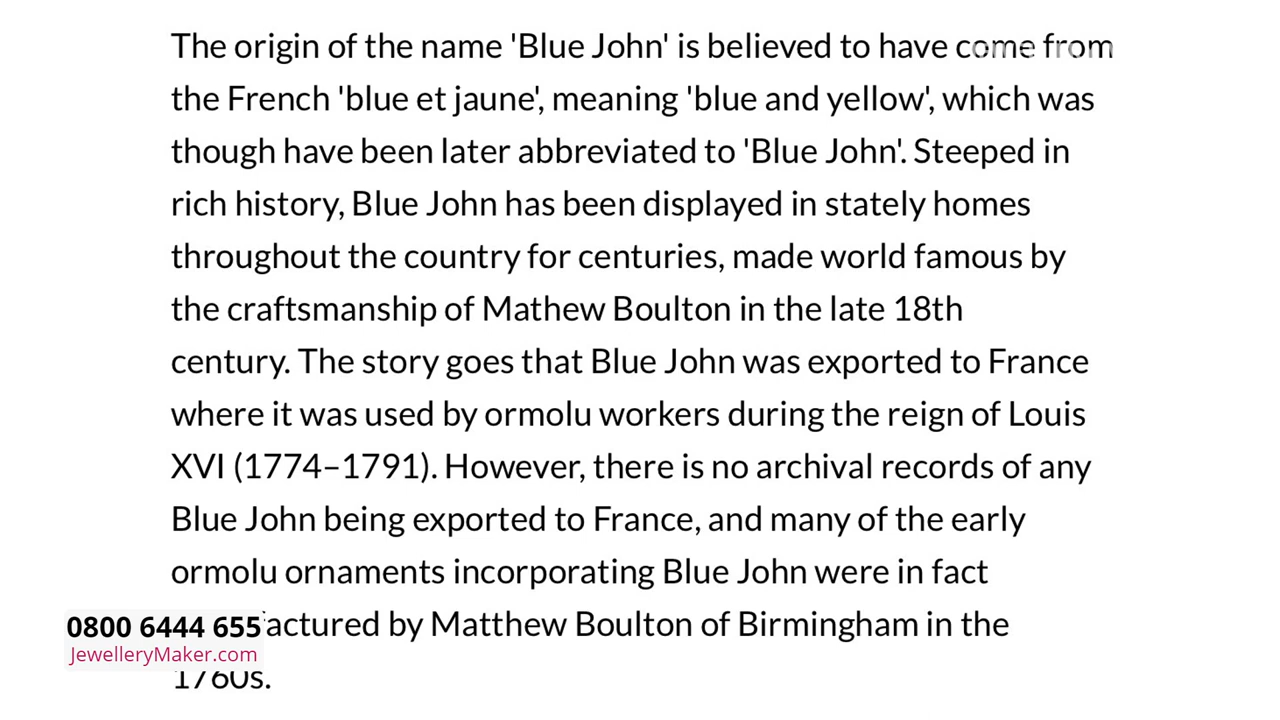 The origin of the name 'Blue John' is believed to have come from
the French 'blue et jaune', meaning 'blue and yellow', which was
though have been later abbreviated to 'Blue John'. Steeped in
rich history, Blue John has been displayed in stately homes
throughout the country for centuries, made world famous by
the craftsmanship of Mathew Boulton in the late 18th
century. The story goes that Blue John was exported to France
where it was used by ormolu workers during the reign of Louis
XVI (1774–1791). However, there is no archival records of any
Blue John being exported to France, and many of the early
ormolu ornaments incorporating Blue John were in fact
actured by Matthew Boulton of Birmingham in the
1760s.
0800 6444 655
JewelleryMaker.com